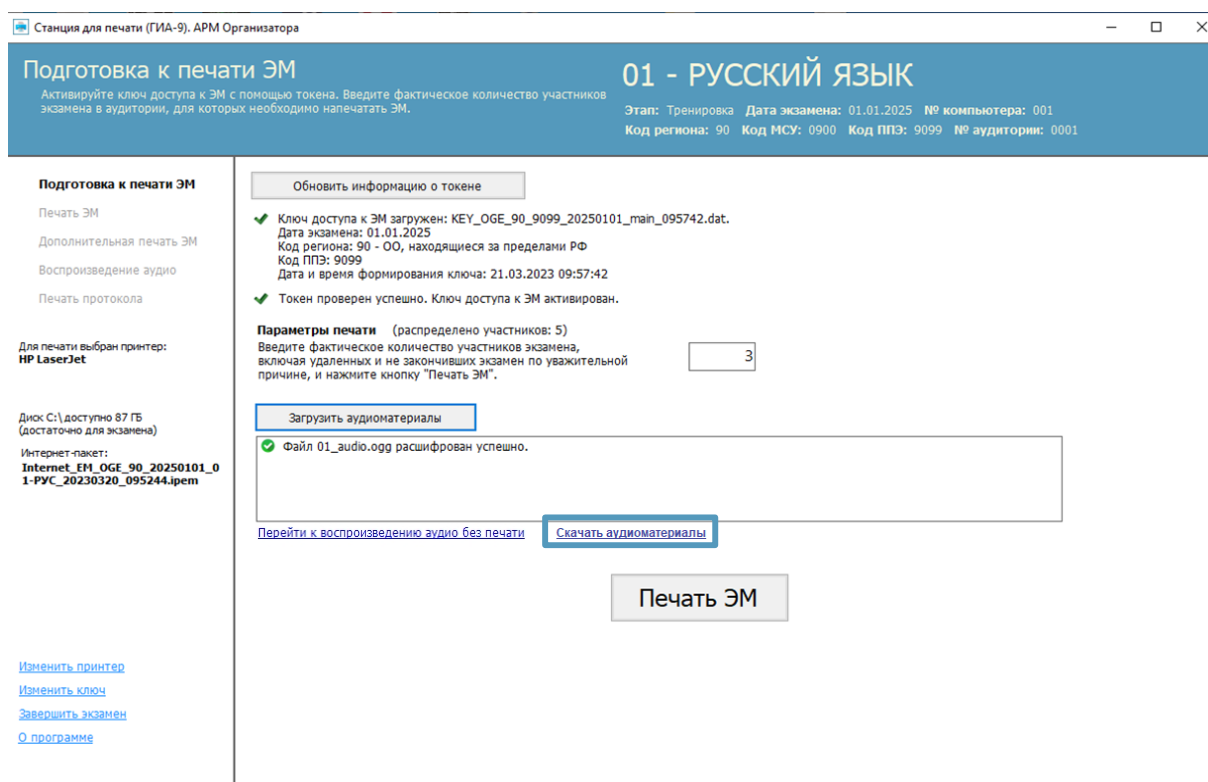 Станция для печати (ГИА-9). АРМ Организатора
Подготовка к печати ЭМ
Активируйте ключ доступа к ЭМ с помощью токена. Введите фактическое количество участников
экзамена в аудитории, для которых необходимо напечатать ЭМ.
01 - РУССКИЙ ЯЗЫК
Этап: Тренировка Дата экзамена: 01.01.2025 № компьютера: 001
Код региона: 90 Код МСУ: 0900 Код ППЭ: 9099 № аудитории: 0001
Подготовка к печати ЭМ
Печать ЭМ
Дополнительная печать ЭМ
Воспроизведение аудио
Печать протокола
Для печати выбран принтер:
HP LaserJet
Диск C:\ доступно 87 ГБ
(достаточно для экзамена)
Интернет-пакет:
Internet_EM_OGE_90_20250101_0
1-РУС_20230320_095244.ipem
Изменить принтер
Изменить ключ
Завершить экзамен
О программе
Обновить информацию о токене
Ключ доступа к ЭМ загружен: KEY_OGE_90_9099_20250101_main_095742.dat.
Дата экзамена: 01.01.2025
Код региона: 90 - ОО, находящиеся за пределами РФ
Код ППЭ: 9099
Дата и время формирования ключа: 21.03.2023 09:57:42
Токен проверен успешно. Ключ доступа к ЭМ активирован.
Параметры печати (распределено участников: 5)
Введите фактическое количество участников экзамена,
включая удаленных и не закончивших экзамен по уважительной
причине, и нажмите кнопку "Печать ЭМ".
3
Загрузить аудиоматериалы
Файл 01_audio.ogg расшифрован успешно.
Перейти к воспроизведению аудио без печати Скачать аудиоматериалы
Печать ЭМ